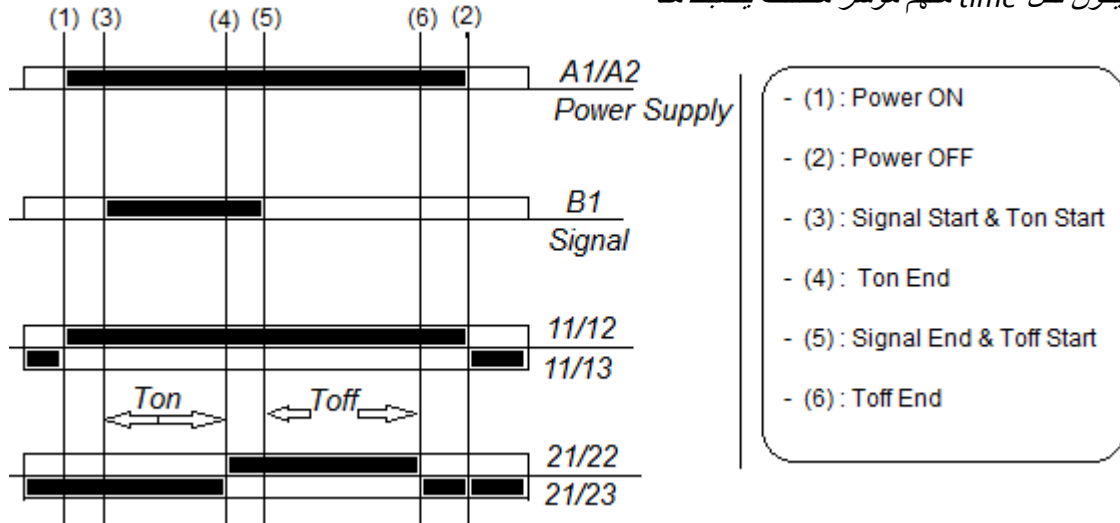 time
(1) (3) (4) (5) (6) (2)
A1/A2
Power Supply
B1
Signal
11/12
11/13
Ton
Toff
21/22
21/23
- (1) : Power ON
- (2) : Power OFF
- (3) : Signal Start & Ton Start
- (4) : Ton End
- (5) : Signal End & Toff Start
- (6) : Toff End